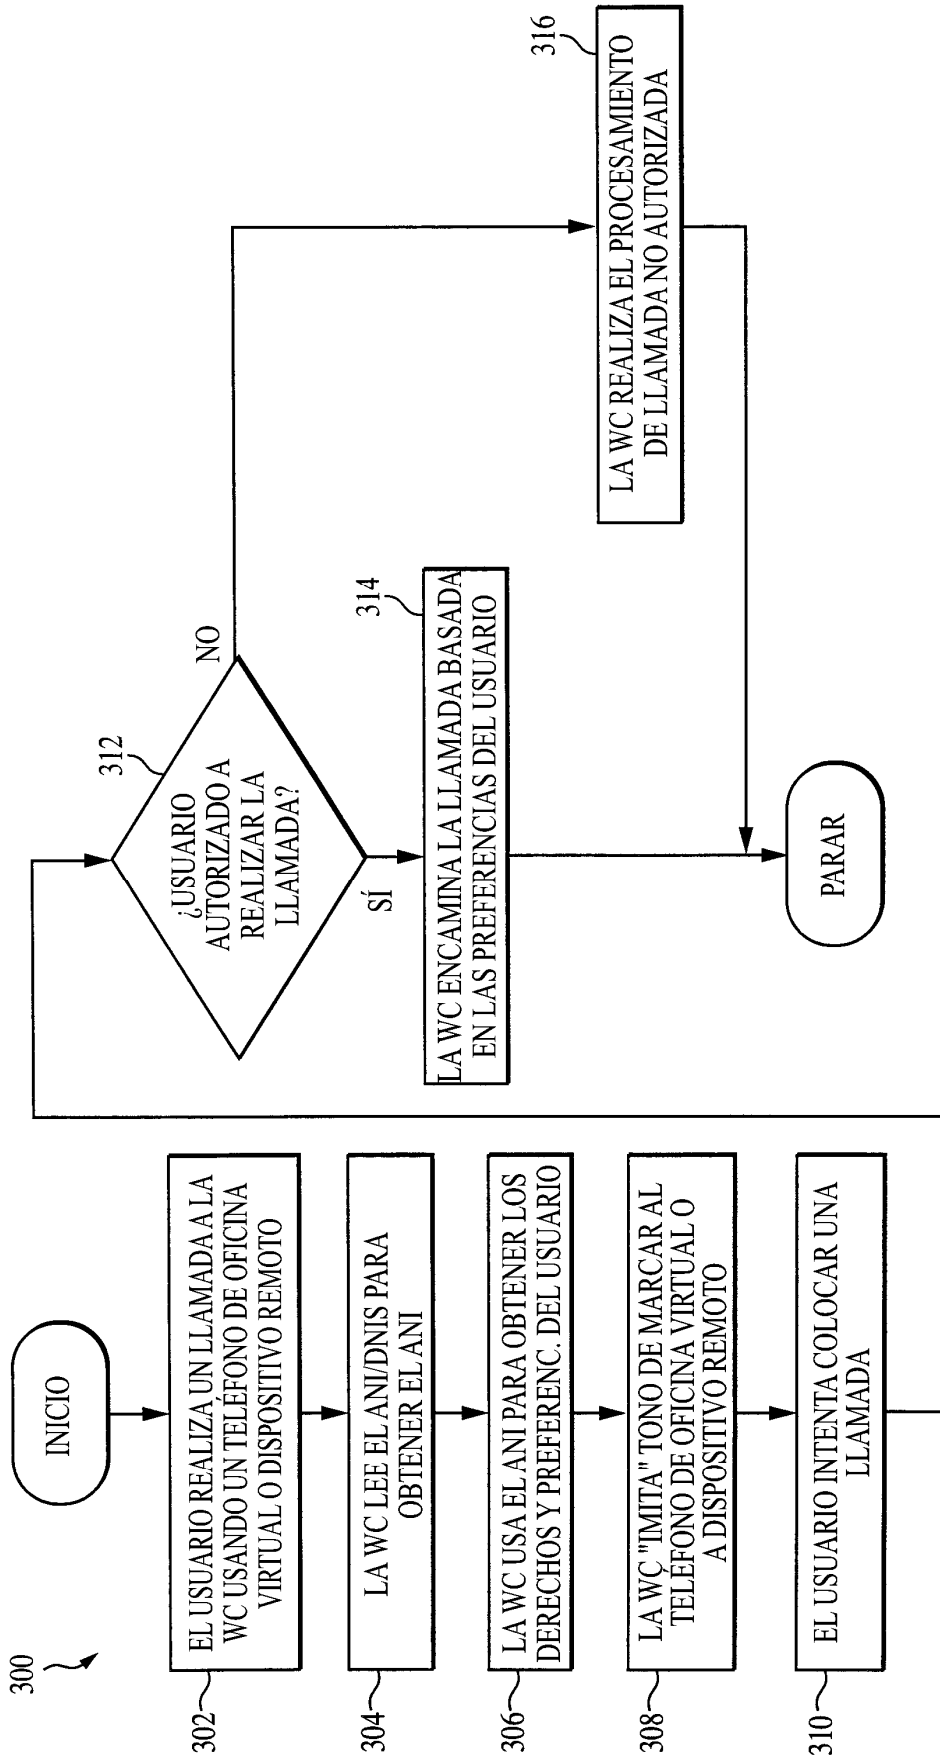 300
INICIO
302
EL USUARIO REALIZA UN LLAMADA A LA
WC USANDO UN TELÉFONO DE OFICINA
VIRTUAL O DISPOSITIVO REMOTO
304
LA WC LEE EL ANI/DNIS PARA
OBTENER EL ANI
306
LA WC USA EL ANI PARA OBTENER LOS
DERECHOS Y PREFERENC. DEL USUARIO
308
LA WC "IMITA" TONO DE MARCAR AL
TELÉFONO DE OFICINA VIRTUAL O
A DISPOSITIVO REMOTO
310
EL USUARIO INTENTA COLOCAR UNA
LLAMADA
312
¿USUARIO
AUTORIZADO A
REALIZAR LA
LLAMADA?
NO
SÍ
314
LA WC ENCAMINA LA LLAMADA BASADA
EN LAS PREFERENCIAS DEL USUARIO
316
LA WC REALIZA EL PROCESAMIENTO
DE LLAMADA NO AUTORIZADA
PARAR